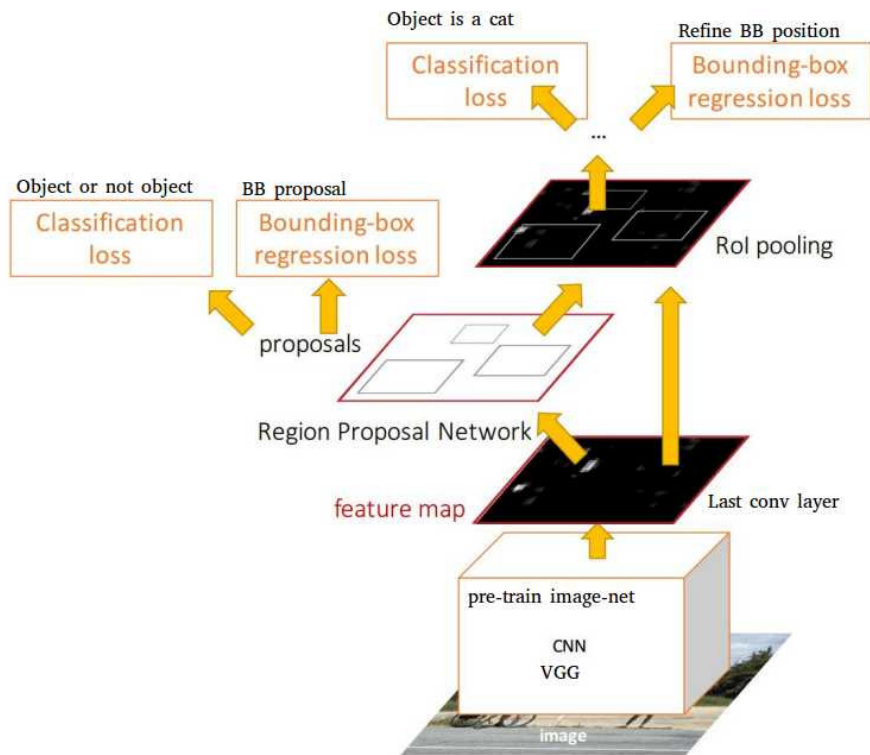 Object is a cat
Refine BB position
Classification
loss
Bounding-box
regression loss
...
Object or not object
BB proposal
Classification
loss
Bounding-box
regression loss
RoI pooling
proposals
Region Proposal Network
feature map
Last conv layer
pre-train image-net
CNN
VGG
image